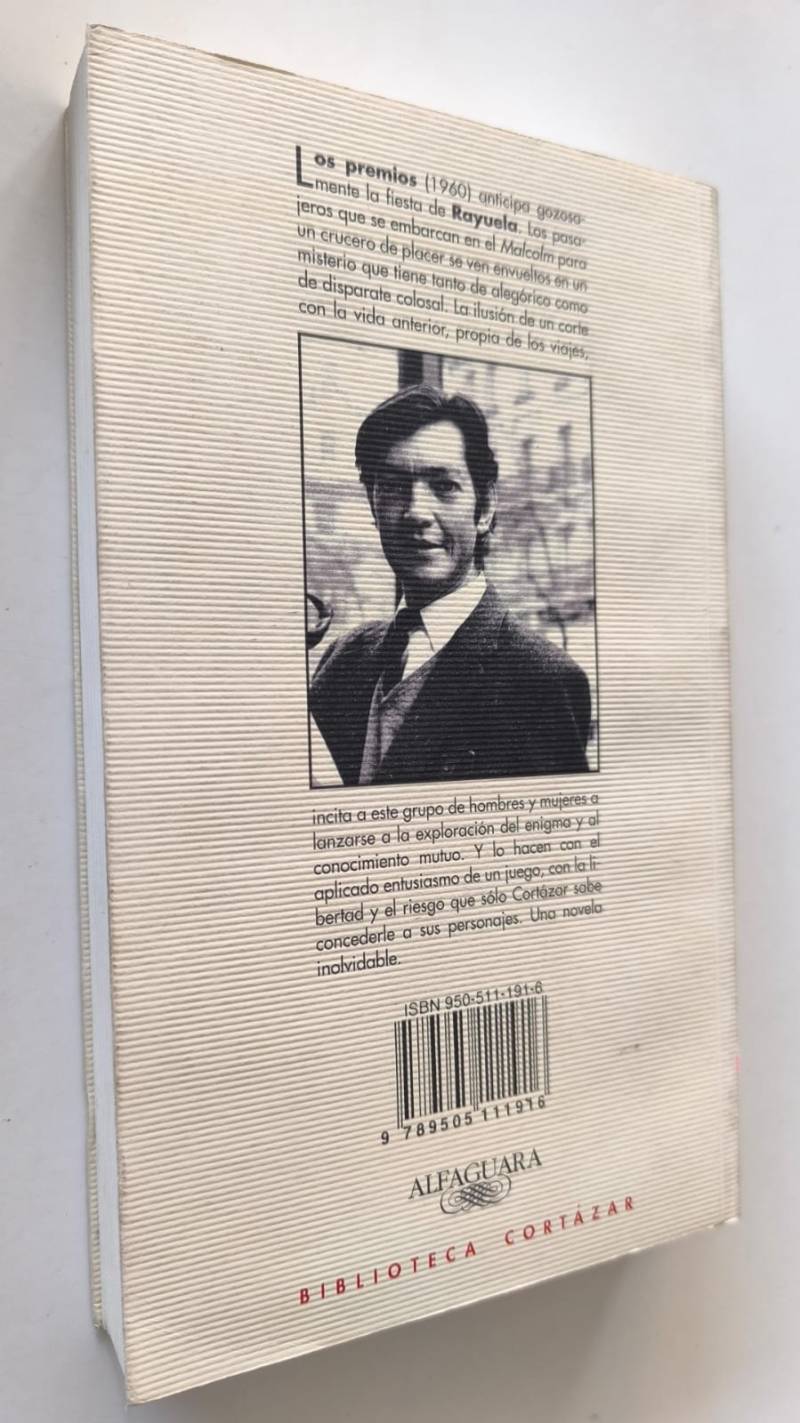 Los premios (1960) anticipa gozosa-
mente la fiesta de Rayuela. Los pasa-
jeros que se embarcan en el Malcolm para
un crucero de placer se ven envueltos en un
misterio que tiene tanto de alegórico como
de disparate colosal. La ilusión de un corte
con la vida anterior, propia de los viajes,
incita a este grupo de hombres y mujeres a
lanzarse a la exploración del enigma y al
conocimiento mutuo. Y lo hacen con el
aplicado entusiasmo de un juego, con la li-
bertad y el riesgo que sólo Cortázar sabe
concederle a sus personajes. Una novela
inolvidable.
ISBN 950-511-191-6
9 789505 111916
ALFAGUARA
BIBLIOTECA CORTÁZAR